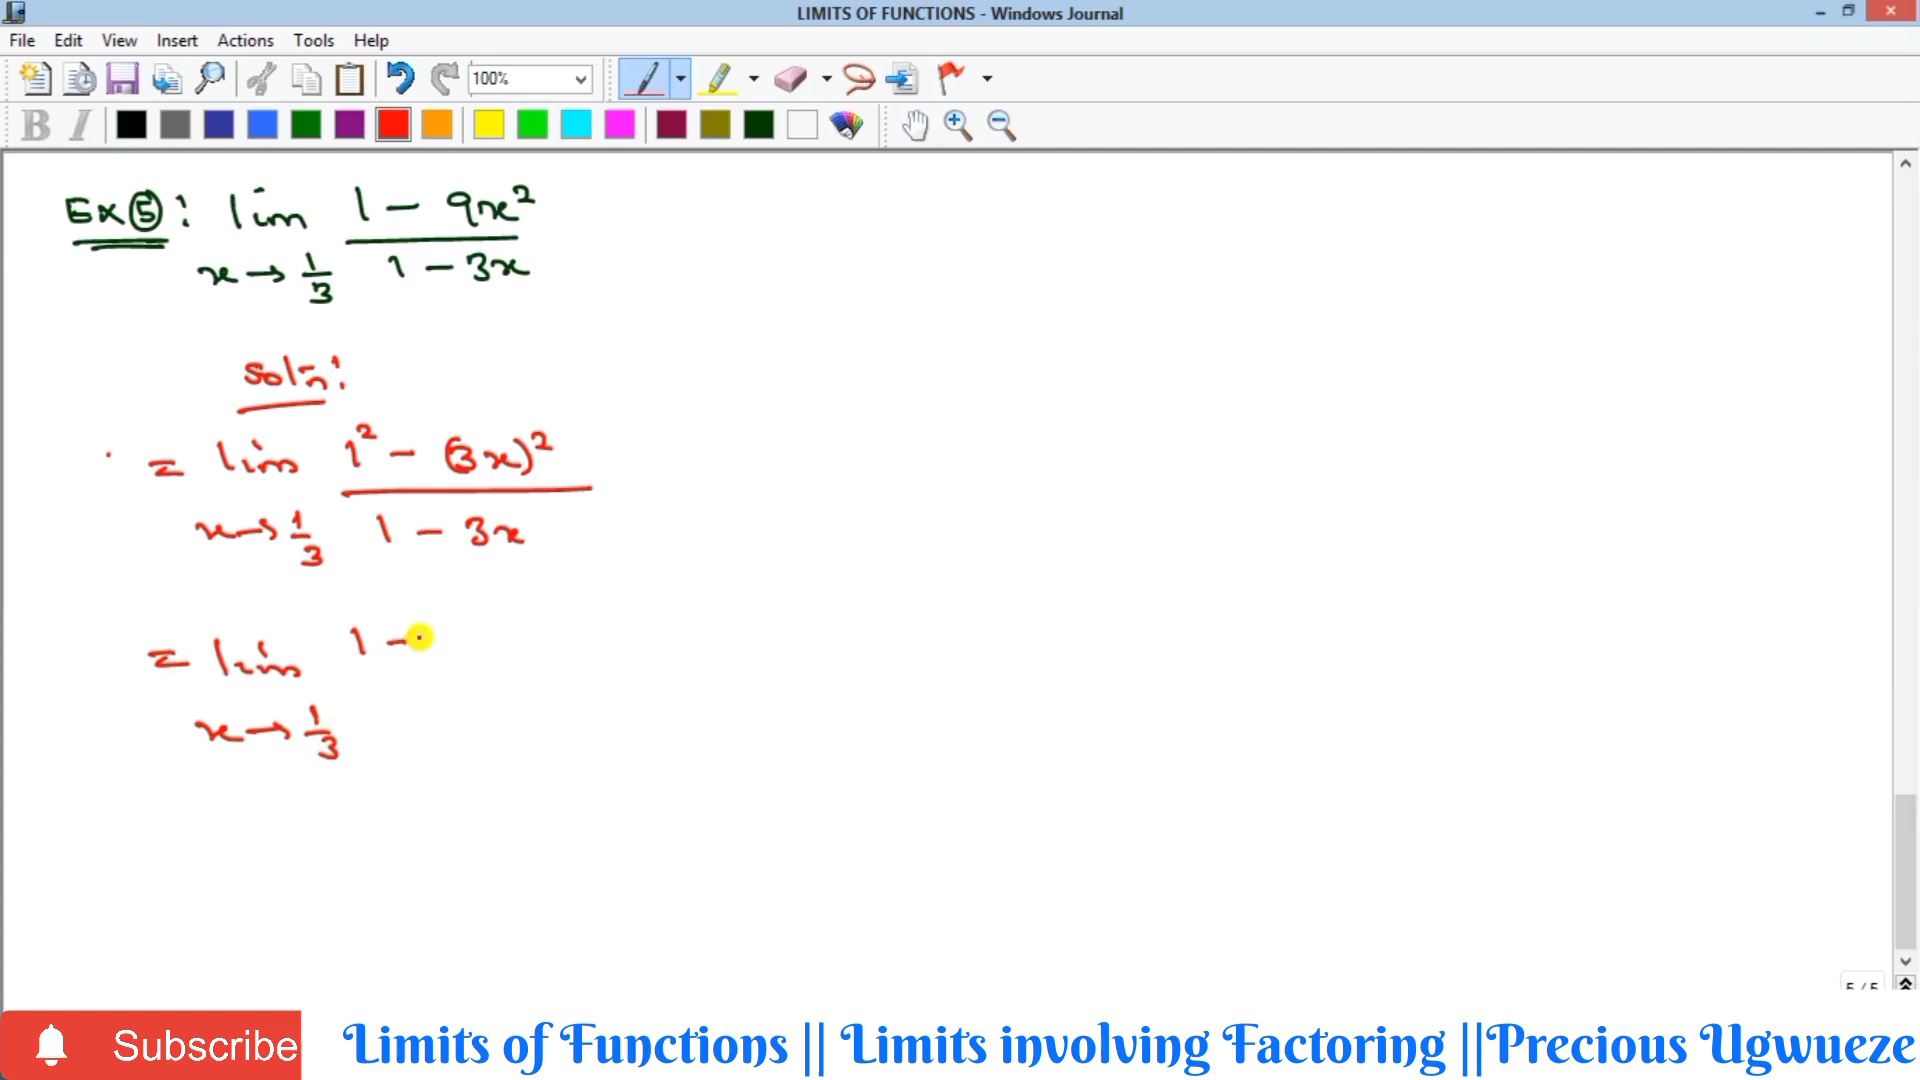 LIMITS OF FUNCTIONS - Windows Journal
File Edit View Insert Actions Tools Help
100%
B I
Ex⑤: lim 1 - 9x²
x → 1/3 1 - 3x
soln:
= lim 1² - (3x)²
x → 1/3 1 - 3x
= lim 1 -
x → 1/3
5 / 5
Subscribe Limits of Functions || Limits involving Factoring ||Precious Ugwueze